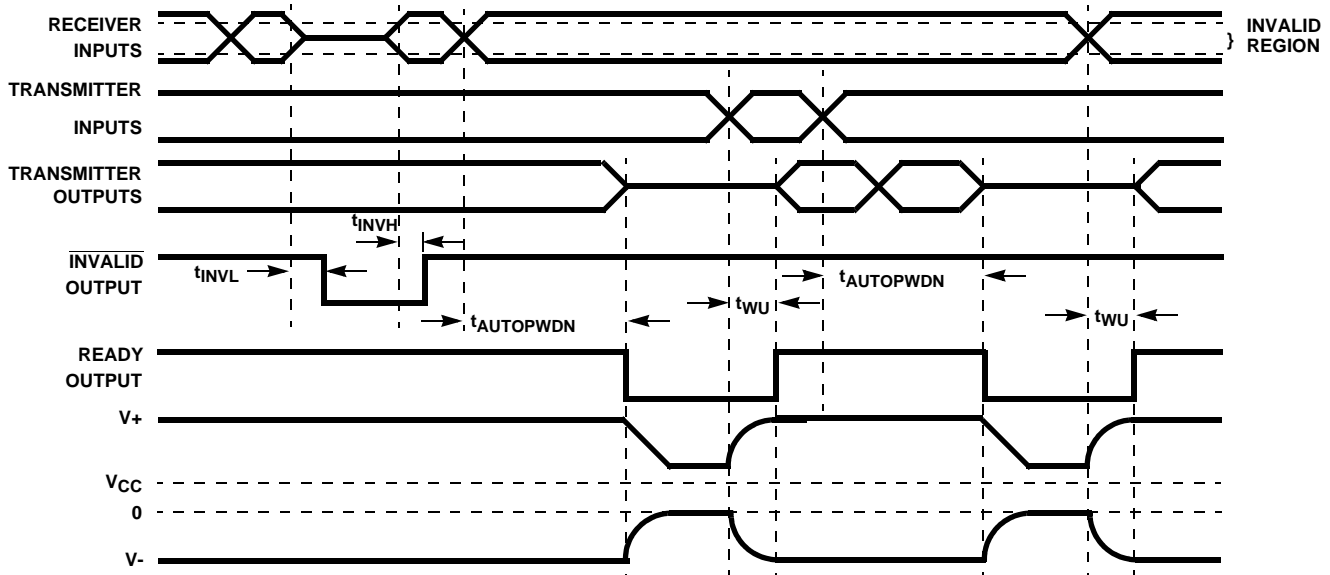 RECEIVER
INPUTS
} INVALID
REGION
TRANSMITTER
INPUTS
TRANSMITTER
OUTPUTS
tINVH
INVALID
OUTPUT
tINVL
tAUTOPWDN
tWU
tAUTOPWDN
tWU
READY
OUTPUT
V+
VCC
0
V-